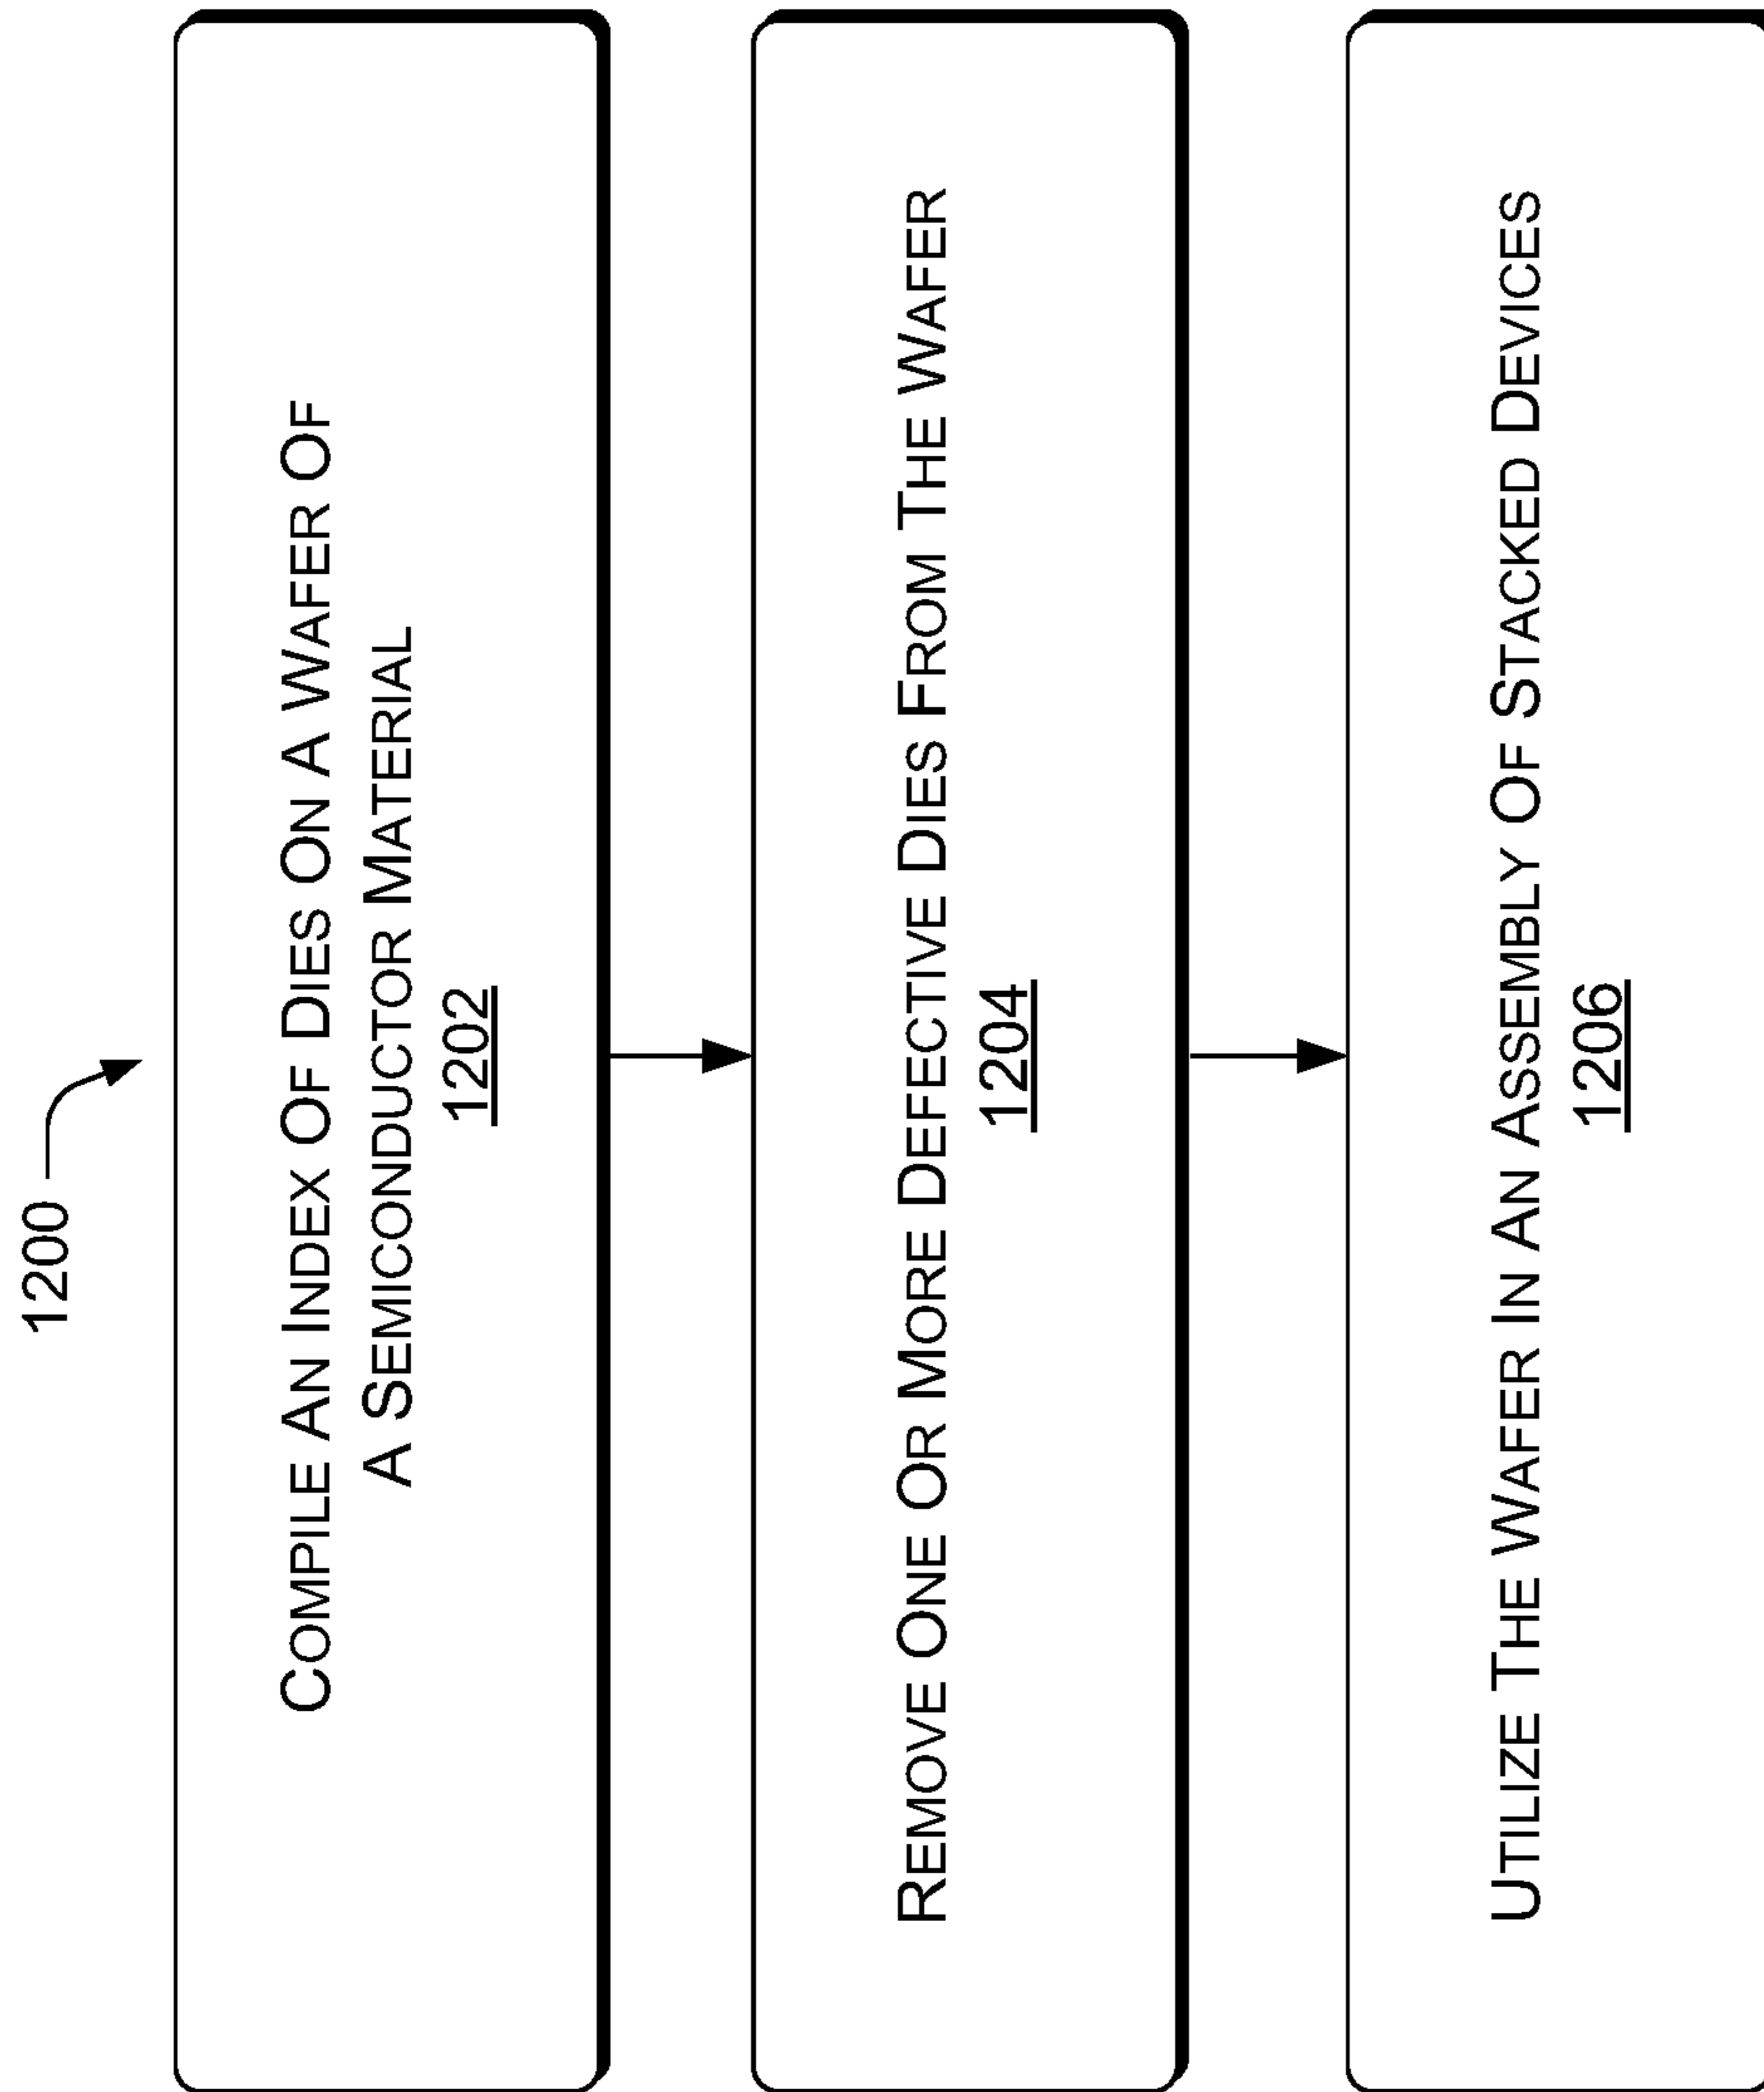 1200
COMPILE AN INDEX OF DIES ON A WAFER OF
A SEMICONDUCTOR MATERIAL
1202
REMOVE ONE OR MORE DEFECTIVE DIES FROM THE WAFER
1204
UTILIZE THE WAFER IN AN ASSEMBLY OF STACKED DEVICES
1206